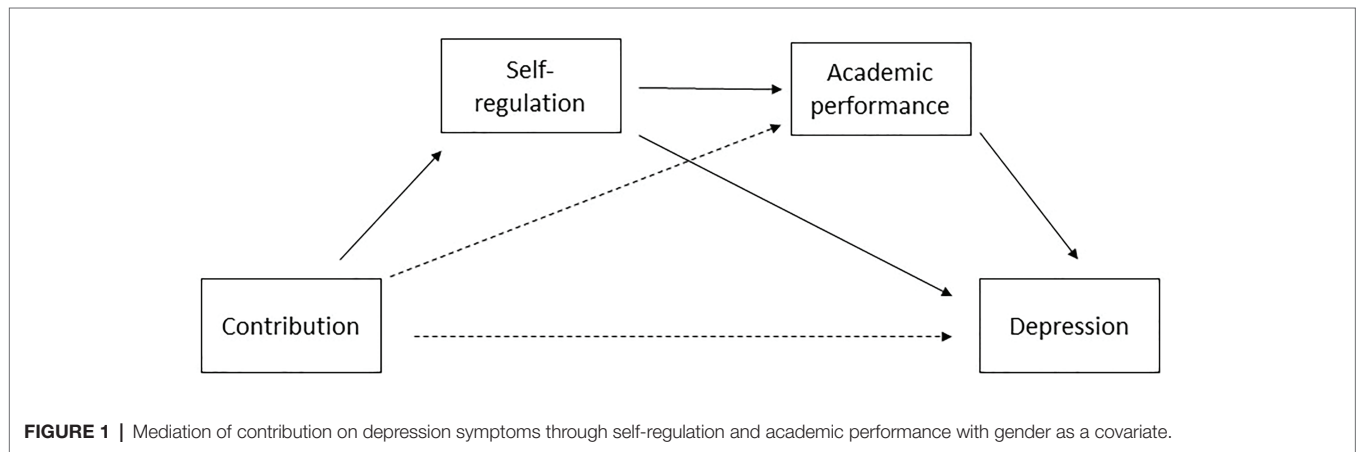 Self-
regulation
Academic
performance
Contribution
Depression
FIGURE 1 | Mediation of contribution on depression symptoms through self-regulation and academic performance with gender as a covariate.